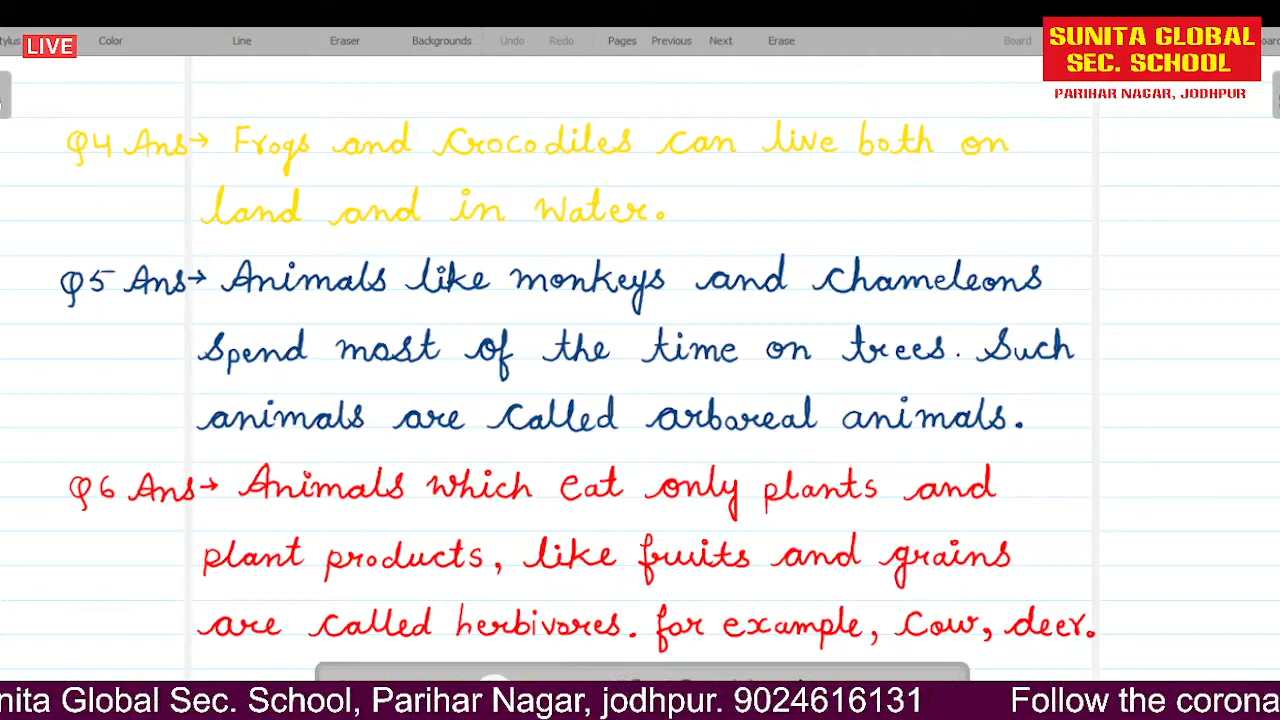 LIVE
Color Line Eraser Backgrounds Undo Redo Pages Previous Next Erase Board
SUNITA GLOBAL
SEC. SCHOOL
PARIHAR NAGAR, JODHPUR
Q4 Ans→ Frogs and crocodiles can live both on
land and in water.
Q5 Ans→ Animals like monkeys and chameleons
spend most of the time on trees. Such
animals are called arboreal animals.
Q6 Ans→ Animals which eat only plants and
plant products, like fruits and grains
are called herbivores. for example, cow, deer.
Global Sec. School, Parihar Nagar, jodhpur. 9024616131 Follow the corona